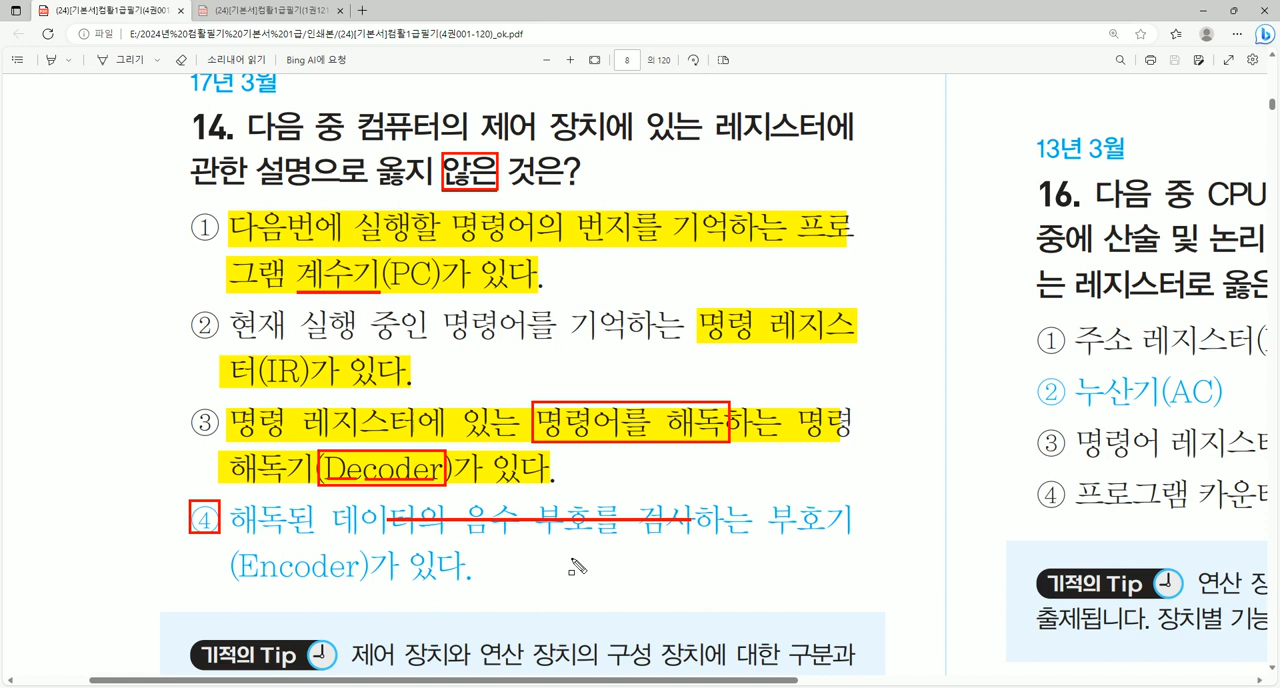 (24)[기본서]컴활1급필기(4권001
(24)[기본서]컴활1급필기(1권121
파일
E:/2024년%20컴활필기%20기본서%201급/인쇄본/(24)[기본서]컴활1급필기(4권001-120)_ok.pdf
그리기
소리내어 읽기
Bing AI에 요청
8
외 120
17년 3월
14. 다음 중 컴퓨터의 제어 장치에 있는 레지스터에
관한 설명으로 옳지 않은 것은?
① 다음번에 실행할 명령어의 번지를 기억하는 프로
그램 계수기(PC)가 있다.
② 현재 실행 중인 명령어를 기억하는 명령 레지스
터(IR)가 있다.
③ 명령 레지스터에 있는 명령어를 해독하는 명령
해독기(Decoder)가 있다.
④ 해독된 데이터의 음수 부호를 검사하는 부호기
(Encoder)가 있다.
기적의 Tip 제어 장치와 연산 장치의 구성 장치에 대한 구분과
13년 3월
16. 다음 중 CPU
중에 산술 및 논리
는 레지스터로 옳은
① 주소 레지스터(
② 누산기(AC)
③ 명령어 레지스터
④ 프로그램 카운터
기적의 Tip 연산 장
출제됩니다. 장치별 기능